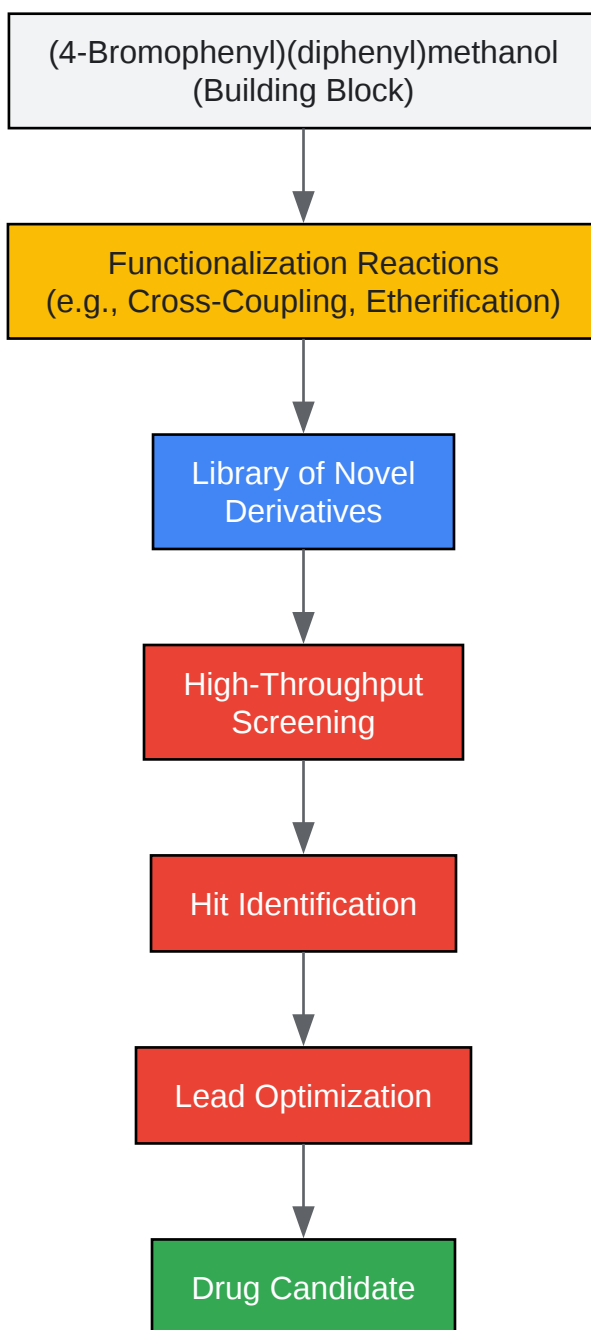 (4-Bromophenyl)(diphenyl)methanol
(Building Block)
Functionalization Reactions
(e.g., Cross-Coupling, Etherification)
Library of Novel
Derivatives
High-Throughput
Screening
Hit Identification
Lead Optimization
Drug Candidate